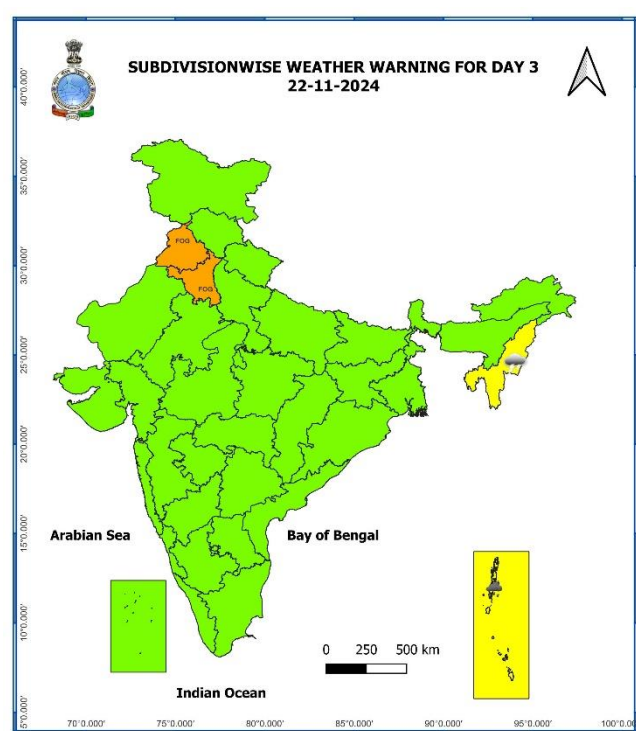 SUBDIVISIONWISE WEATHER WARNING FOR DAY 3
22-11-2024
40°0.000'
35°0.000'
30°0.000'
25°0.000'
20°0.000'
15°0.000'
10°0.000'
5°0.000'
FOG
FOG
Arabian Sea
Bay of Bengal
0 250 500 km
Indian Ocean
70°0.000' 75°0.000' 80°0.000' 85°0.000' 90°0.000' 95°0.000' 100°0.00